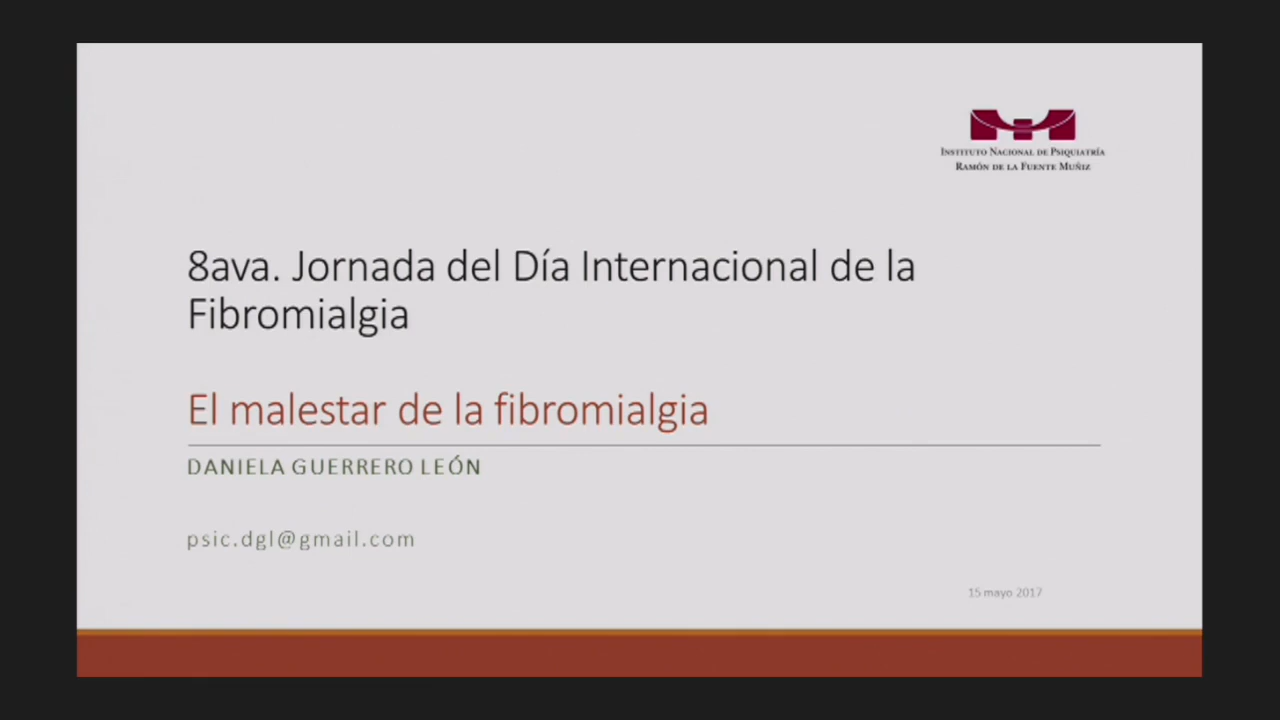 INSTITUTO NACIONAL DE PSIQUIATRÍA
RAMÓN DE LA FUENTE MUÑIZ
8ava. Jornada del Día Internacional de la
Fibromialgia
El malestar de la fibromialgia
DANIELA GUERRERO LEÓN
psic.dgl@gmail.com
15 mayo 2017